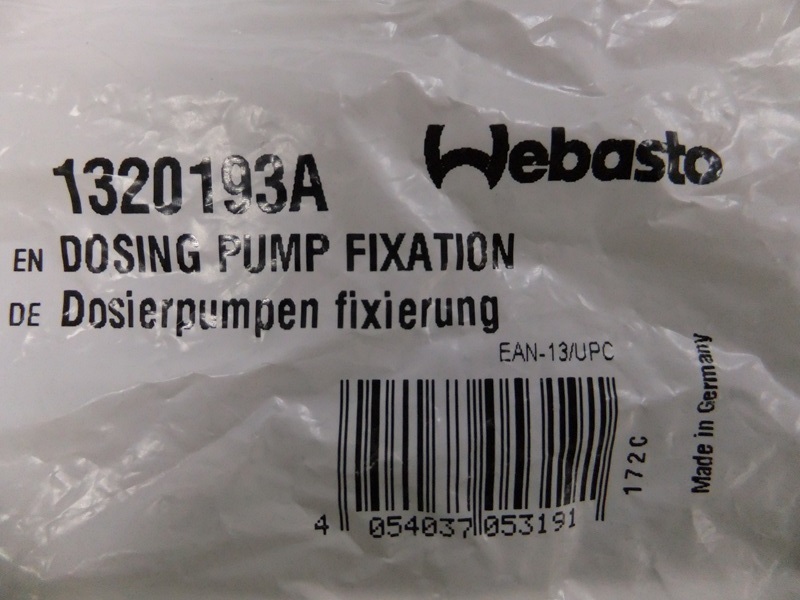 Webasto
1320193A
EN DOSING PUMP FIXATION
DE Dosierpumpen fixierung
EAN-13/UPC
4 054037 053191
172C
Made in Germany